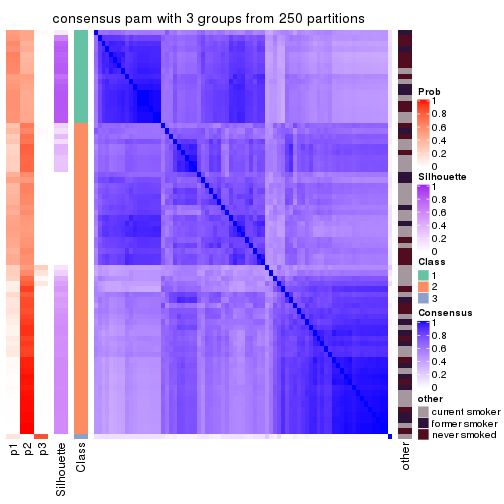 consensus pam with 3 groups from 250 partitions
Prob
1
0.8
0.6
0.4
0.2
0
Silhouette
1
0.8
0.6
0.4
0.2
0
Class
1
2
3
Consensus
1
0.8
0.6
0.4
0.2
0
other
current smoker
former smoker
never smoked
p1
p2
p3
Silhouette
Class
other